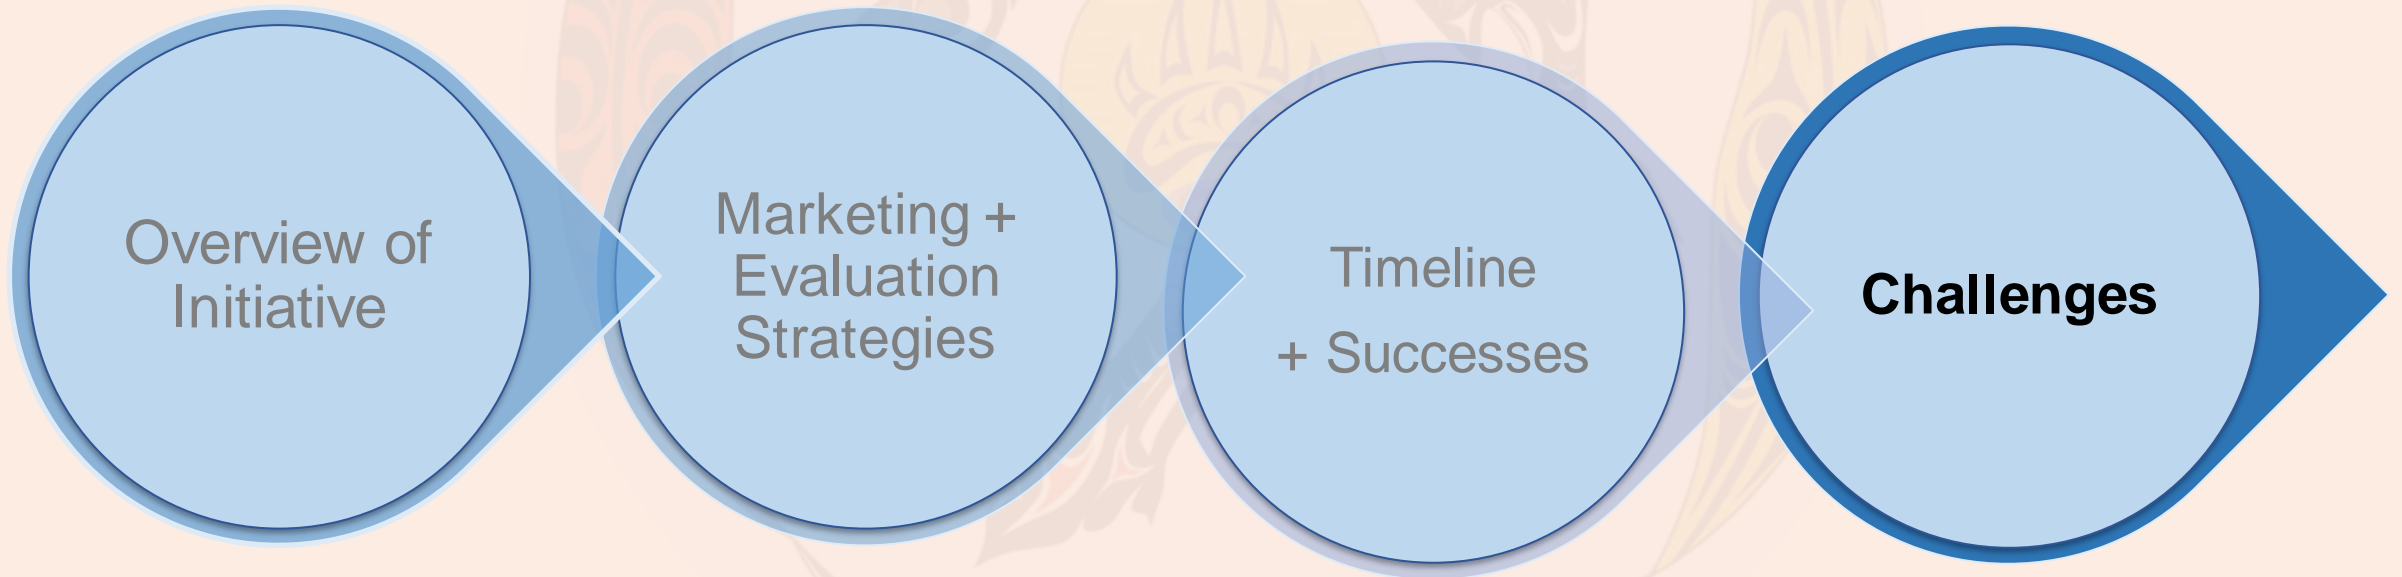 Overview of
Initiative
Marketing +
Evaluation
Strategies
Timeline
+ Successes
Challenges